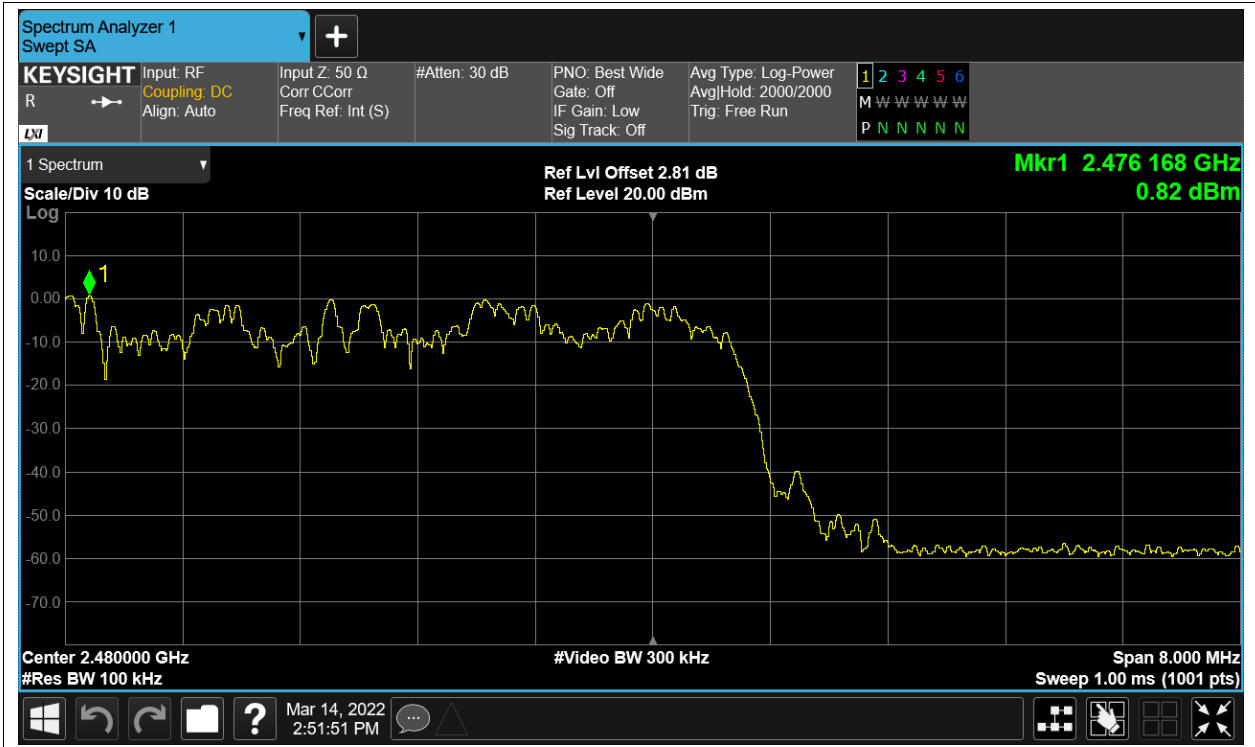 Spectrum Analyzer 1
Swept SA
KEYSIGHT
R
LXI
Input: RF
Coupling: DC
Align: Auto
Input Z: 50 Ω
Corr CCorr
Freq Ref: Int (S)
#Atten: 30 dB
PNO: Best Wide
Gate: Off
IF Gain: Low
Sig Track: Off
Avg Type: Log-Power
Avg|Hold: 2000/2000
Trig: Free Run
1 2 3 4 5 6
M W W W W W
P N N N N N
1 Spectrum
Scale/Div 10 dB
Log
Ref Lvl Offset 2.81 dB
Ref Level 20.00 dBm
Mkr1 2.476 168 GHz
0.82 dBm
10.0
1
0.00
-10.0
-20.0
-30.0
-40.0
-50.0
-60.0
-70.0
Center 2.480000 GHz
#Res BW 100 kHz
#Video BW 300 kHz
Span 8.000 MHz
Sweep 1.00 ms (1001 pts)
?
Mar 14, 2022
2:51:51 PM